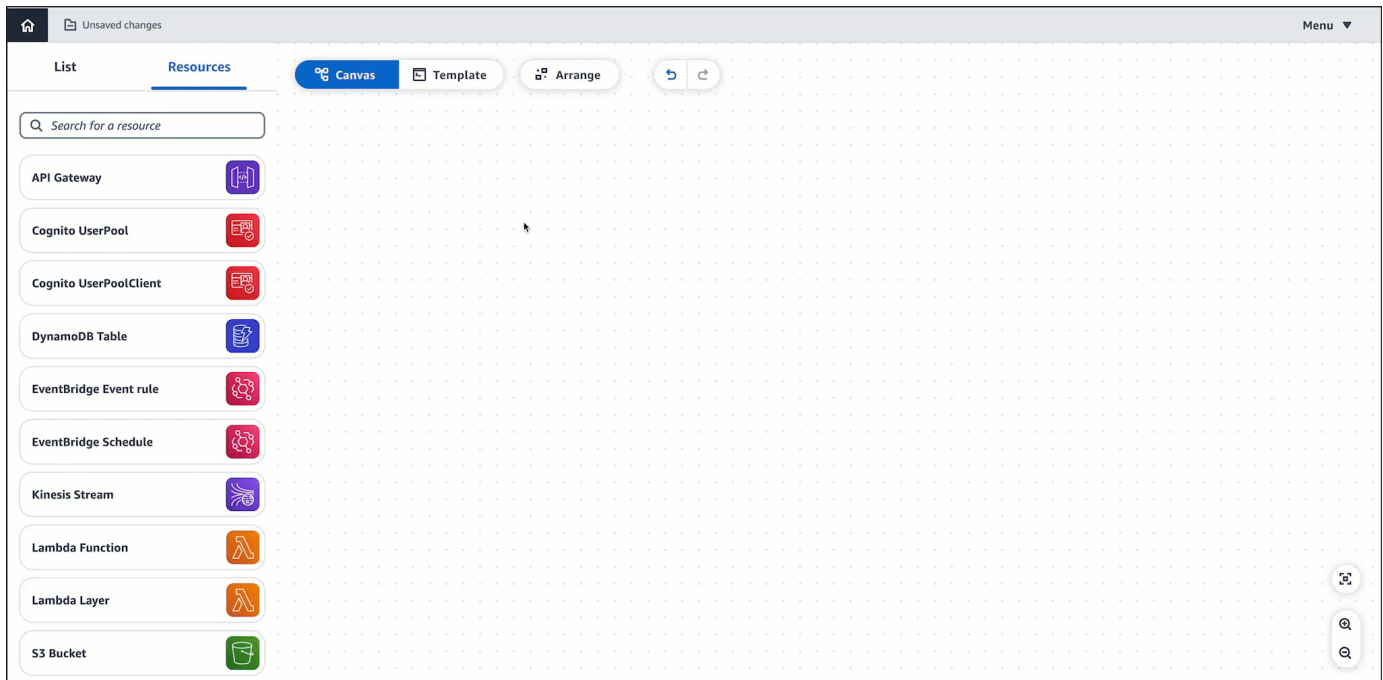 Unsaved changes
Menu
List
Resources
Canvas
Template
Arrange
Search for a resource
API Gateway
Cognito UserPool
Cognito UserPoolClient
DynamoDB Table
EventBridge Event rule
EventBridge Schedule
Kinesis Stream
Lambda Function
Lambda Layer
S3 Bucket